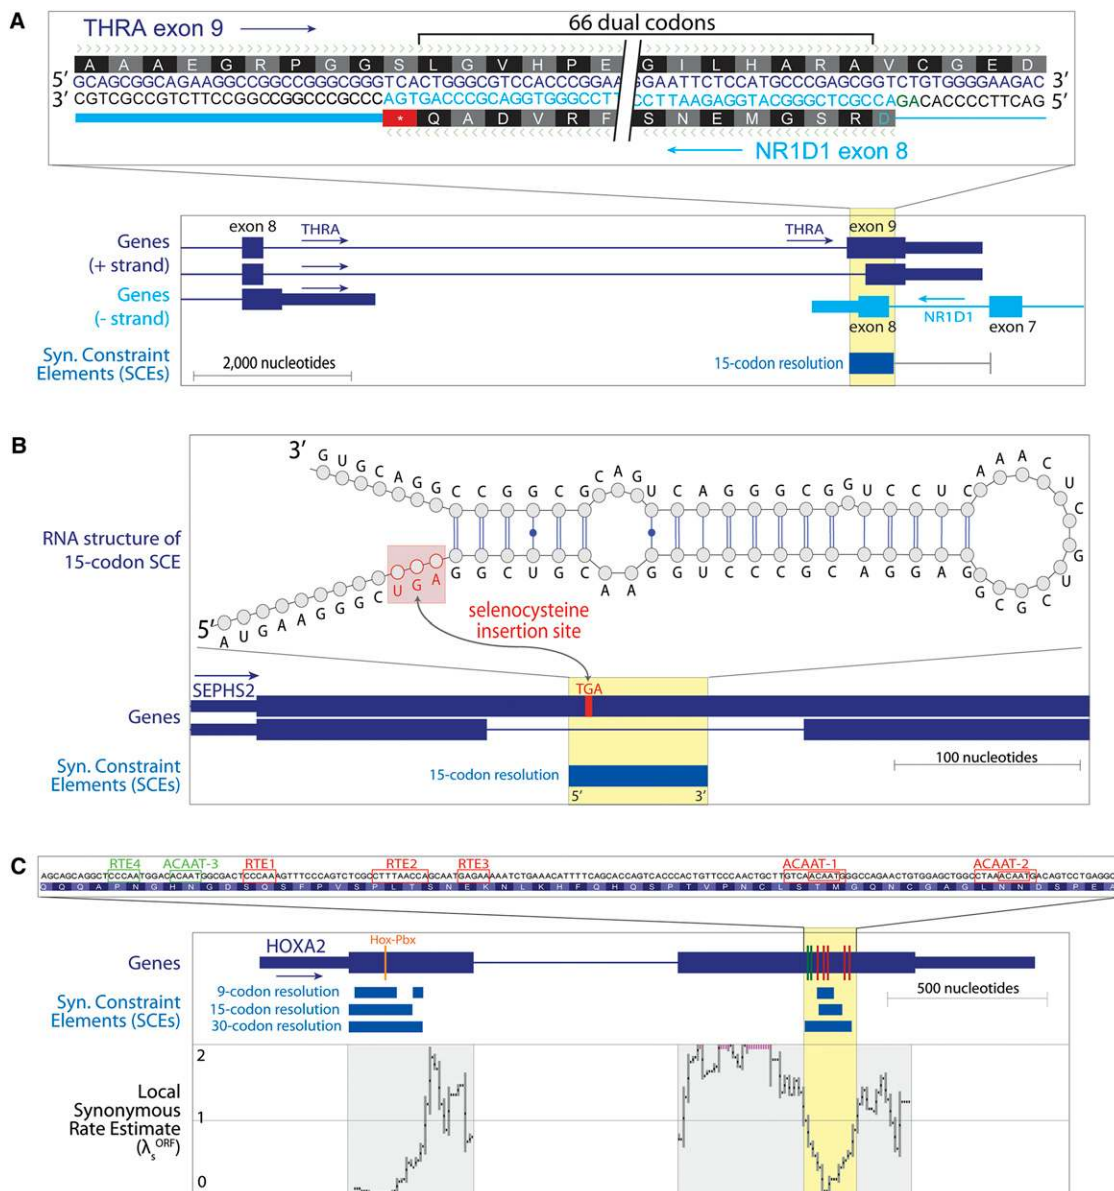 A
THRA exon 9
66 dual codons
A A A E G R P G G S L G V H P E G I L H A R A V C G E D
5′ GCAGCGGCAGAAGGCCGGCCGGGCGGGTCACTGGGCGTCCACCCGGAA GGAATTCTCCATGCCCGAGCGGTCTGTGGGGAAGAC 3′
3′ CGTCGCCGTCTTCCGGCCGGCCCGCCCAGTGACCCGCAGGTGGGCCTT CCTTAAGAGGTACGGGCTCGCCAGACACCCCTTCAG 5′
* Q A D V R F S N E M G S R D
NR1D1 exon 8
Genes
(+ strand)
exon 8
THRA
THRA
exon 9
Genes
(- strand)
exon 8
NR1D1
exon 7
Syn. Constraint
Elements (SCEs)
2,000 nucleotides
15-codon resolution
B
3′ G U G C A G G C C G G C G C A G U C A G G G C G G U C C U C A A A C U C G U C G C G
RNA structure of
15-codon SCE
5′ A U G A A G G G C U G A G G C U G C A A G G U C C C G C A G G A G
selenocysteine
insertion site
SEPHS2
TGA
Genes
100 nucleotides
Syn. Constraint
Elements (SCEs)
15-codon resolution
5′ 3′
C
RTE4 ACAAT-3 RTE1 RTE2 RTE3 ACAAT-1 ACAAT-2
AGCAGCAGGCTCCCAATGGACACAATGGCGACTCCCAAAGTTTCCCAGTCTCGCCTTTAACCAGCAATGAGAAAAATCTGAAACATTTTCAGCACCAGTCACCCACTGTTCCCAACTGCTTGTCAACAATGGGCCAGAACTGTGGAGCTGGCCTAAACAATGACAGTCCTGAGGC
Q Q Q A P N G H N G D S Q S F P V S P L T S N E K N L K H F Q H Q S P T V P N C L S T M G Q N C G A G L N N D S P E A
Hox-Pbx
HOXA2
Genes
Syn. Constraint
Elements (SCEs)
9-codon resolution
15-codon resolution
30-codon resolution
500 nucleotides
Local
Synonymous
Rate Estimate
(λs ORF)
2
1
0